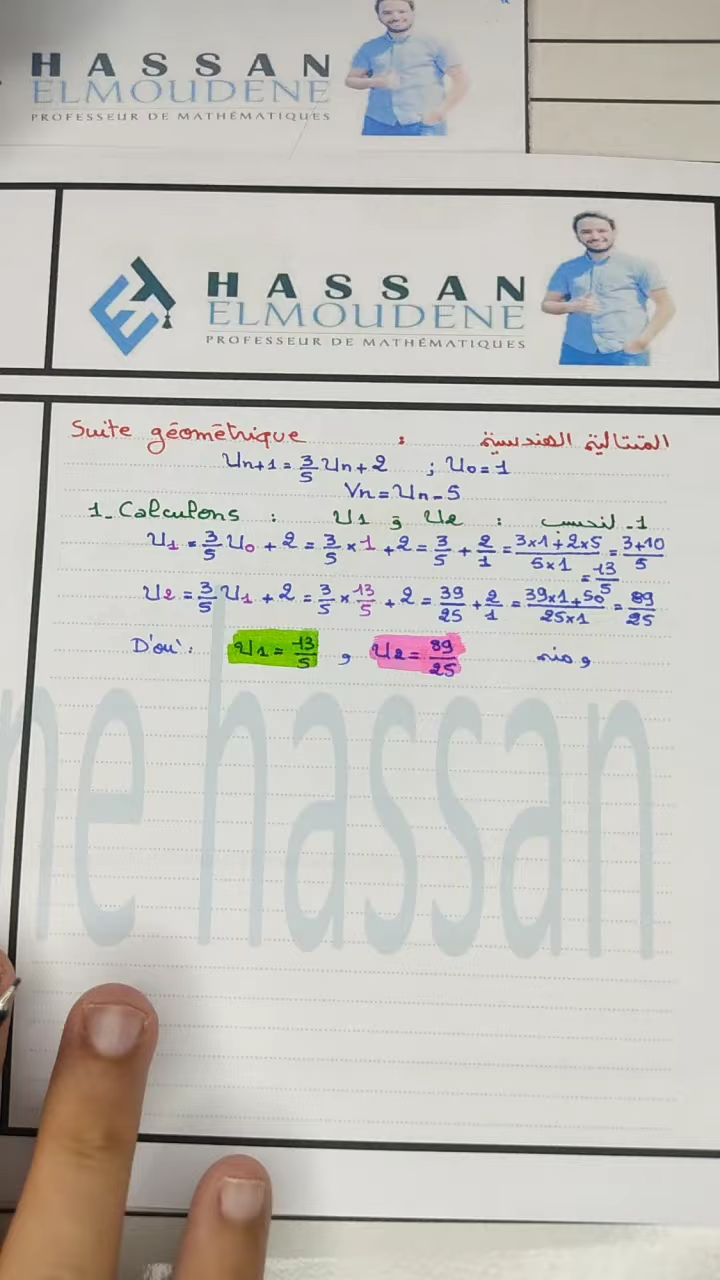 HASSAN
ELMOUDENE
PROFESSEUR DE MATHÉMATIQUES
HASSAN
ELMOUDENE
PROFESSEUR DE MATHÉMATIQUES
Suite géométrique : المتتالية الهندسية
Un+1 = 3/5 Un + 2 ; U0 = 1
Vn = Un - 5
1_ Calculons : U1 و U2 : 1_ لنحسب
U1 = 3/5 U0 + 2 = 3/5 × 1 + 2 = 3/5 + 2/1 = (3×1 + 2×5)/(5×1) = (3+10)/5
= 13/5
U2 = 3/5 U1 + 2 = 3/5 × 13/5 + 2 = 39/25 + 2/1 = (39×1 + 50)/(25×1) = 89/25
D'où : U1 = 13/5 , U2 = 89/25 و منه
ne hassan